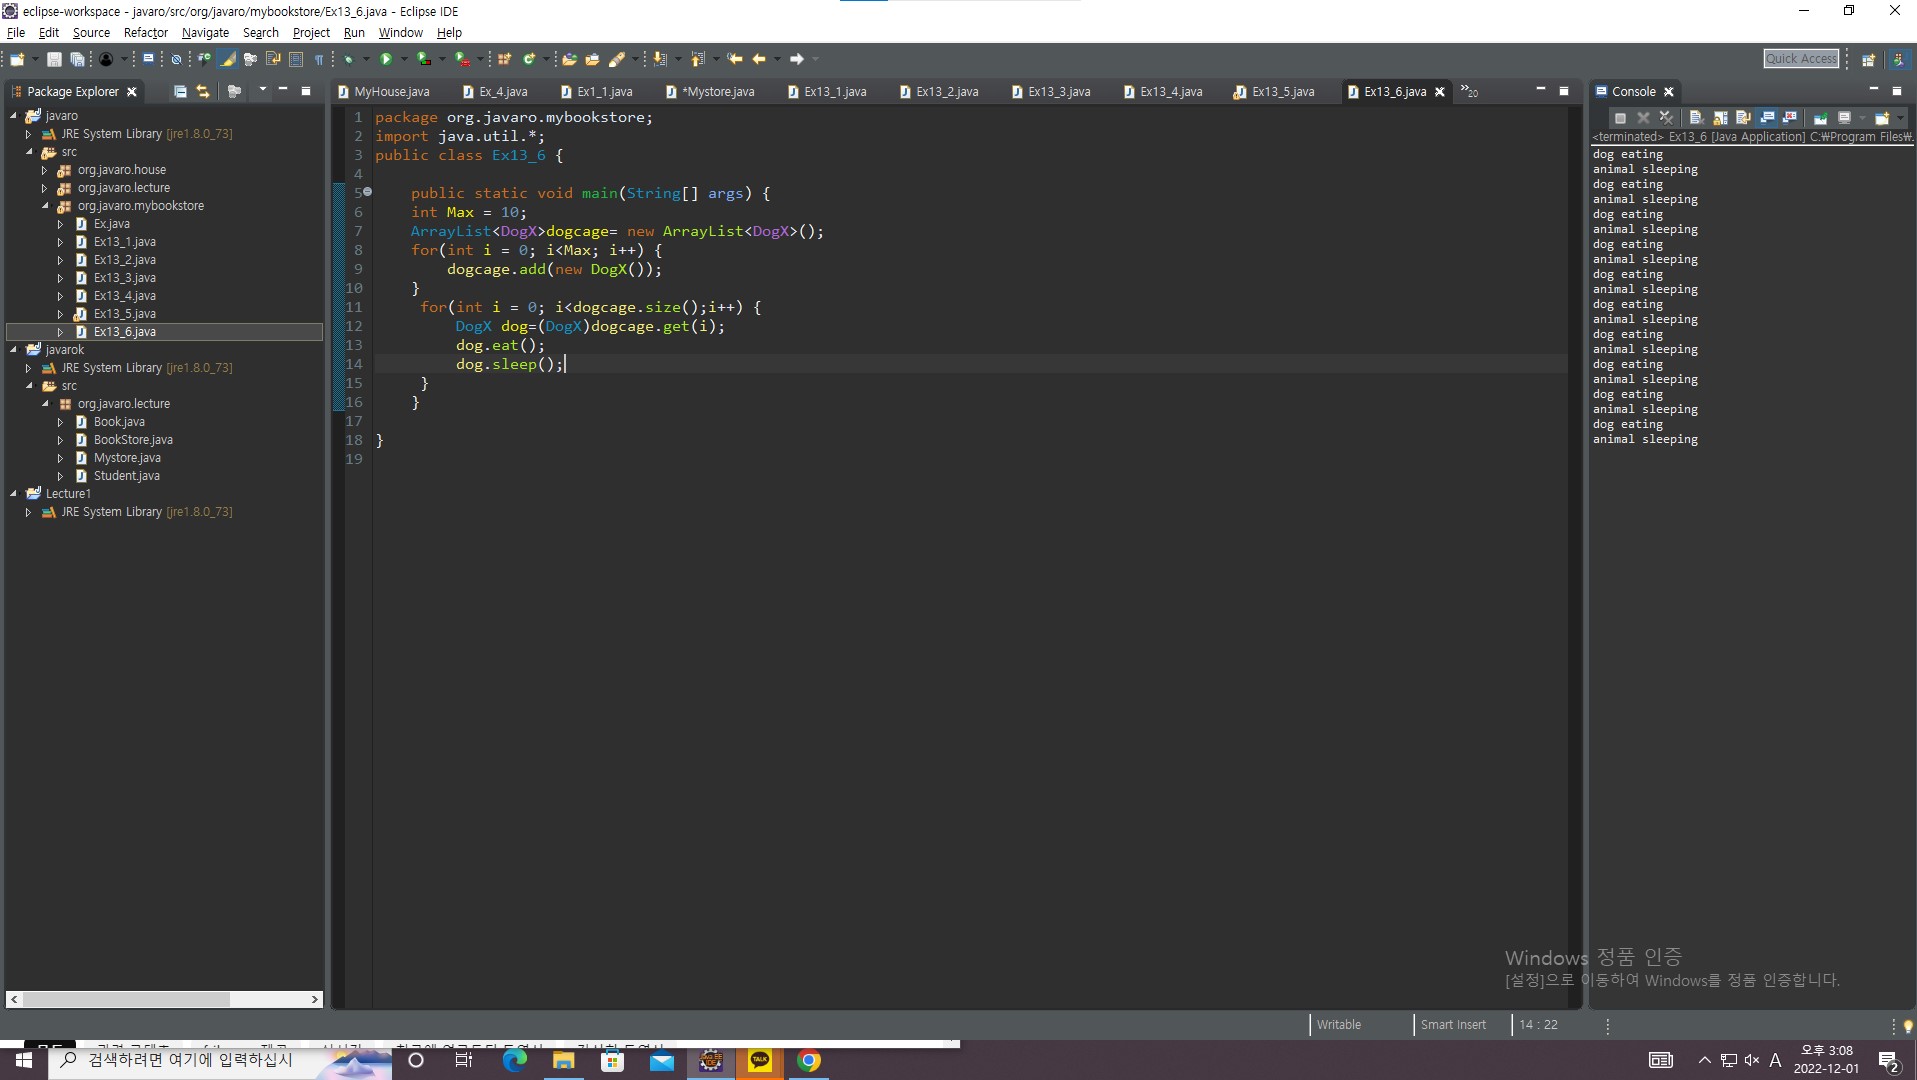 eclipse-workspace - javaro/src/org/javaro/mybookstore/Ex13_6.java - Eclipse IDE
File Edit Source Refactor Navigate Search Project Run Window Help
Quick Access
Package Explorer
javaro
JRE System Library [jre1.8.0_73]
src
org.javaro.house
org.javaro.lecture
org.javaro.mybookstore
Ex.java
Ex13_1.java
Ex13_2.java
Ex13_3.java
Ex13_4.java
Ex13_5.java
Ex13_6.java
javarok
JRE System Library [jre1.8.0_73]
src
org.javaro.lecture
Book.java
BookStore.java
Mystore.java
Student.java
Lecture1
JRE System Library [jre1.8.0_73]
MyHouse.java Ex_4.java Ex1_1.java *Mystore.java Ex13_1.java Ex13_2.java Ex13_3.java Ex13_4.java Ex13_5.java Ex13_6.java »20
1 package org.javaro.mybookstore;
2 import java.util.*;
3 public class Ex13_6 {
4
5 public static void main(String[] args) {
6 int Max = 10;
7 ArrayList<DogX>dogcage= new ArrayList<DogX>();
8 for(int i = 0; i<Max; i++) {
9 dogcage.add(new DogX());
10 }
11 for(int i = 0; i<dogcage.size();i++) {
12 DogX dog=(DogX)dogcage.get(i);
13 dog.eat();
14 dog.sleep();
15 }
16 }
17
18 }
19
Console
<terminated> Ex13_6 [Java Application] C:₩Program Files₩
dog eating
animal sleeping
dog eating
animal sleeping
dog eating
animal sleeping
dog eating
animal sleeping
dog eating
animal sleeping
dog eating
animal sleeping
dog eating
animal sleeping
dog eating
animal sleeping
dog eating
animal sleeping
dog eating
animal sleeping
Windows 정품 인증
[설정]으로 이동하여 Windows를 정품 인증합니다.
Writable Smart Insert 14 : 22
검색하려면 여기에 입력하십시
TALK
A
오후 3:08
2022-12-01
2